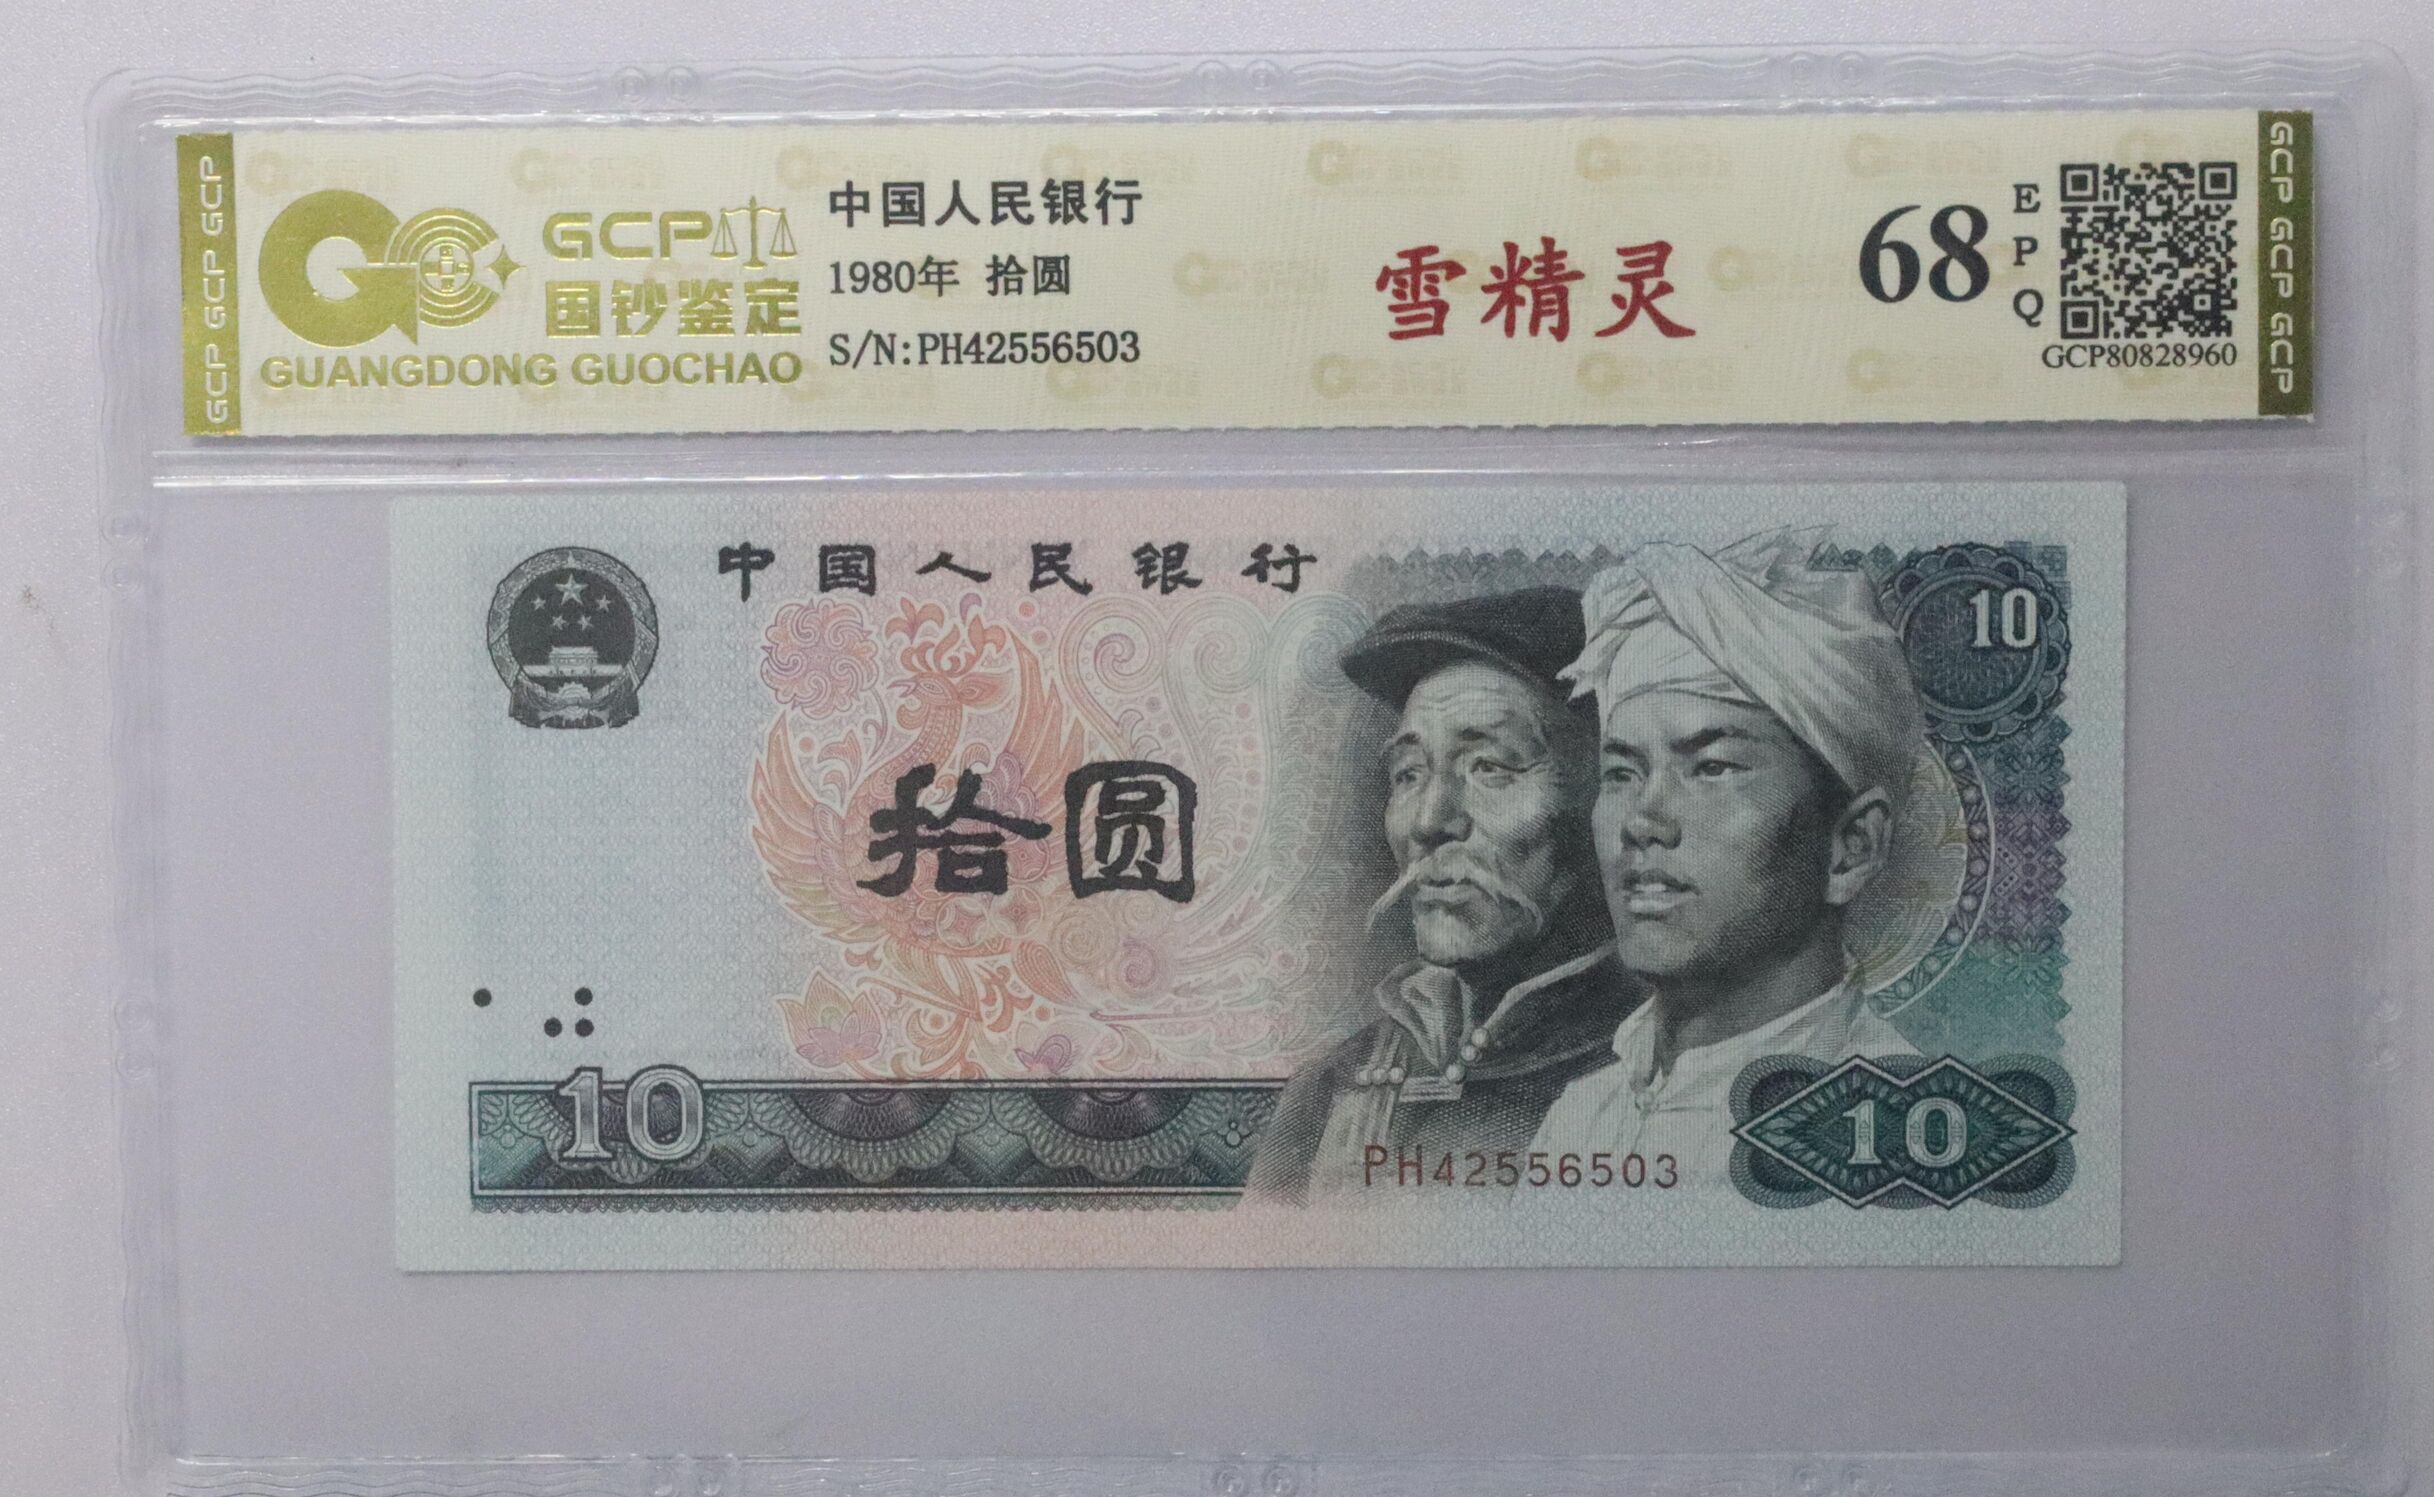 GCP GCP GCP
GCP
国钞鉴定
GUANGDONG GUOCHAO
中国人民银行
1980年 拾圆
S/N:PH42556503
雪精灵
68
E
P
Q
GCP80828960
GCP GCP GCP
中国人民银行
10
拾圆
10
PH42556503
10